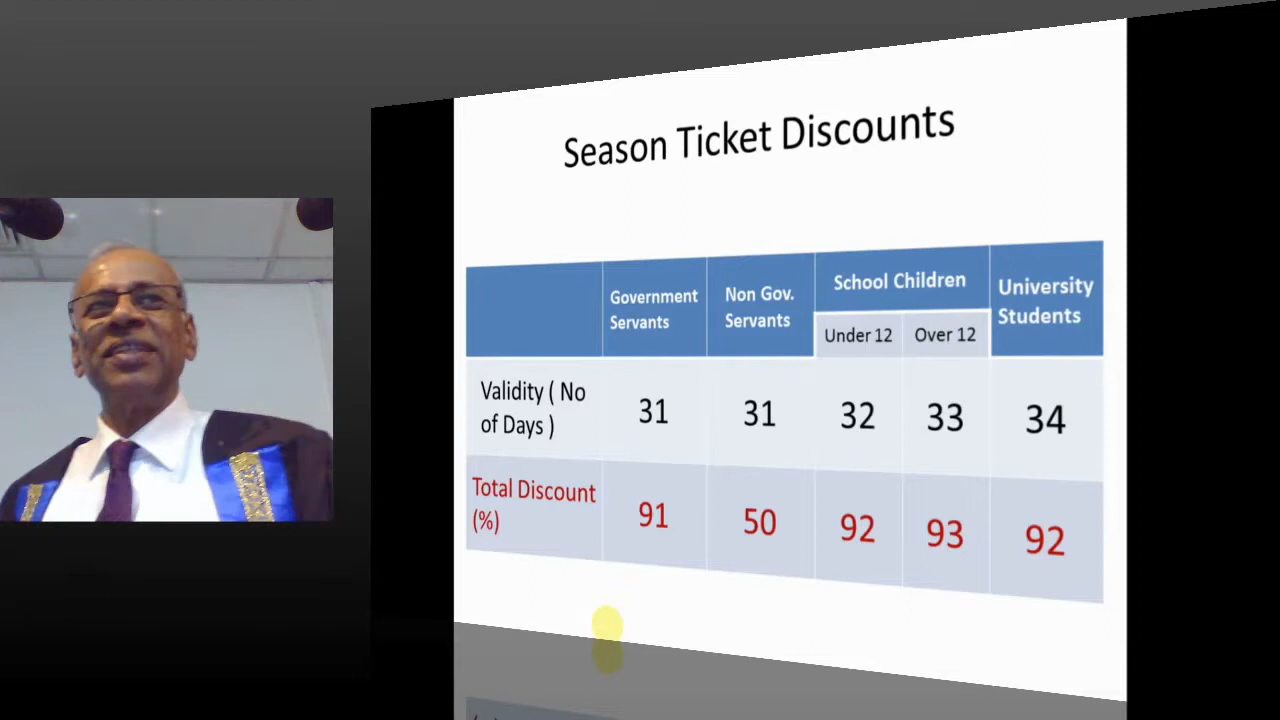 Season Ticket Discounts
Government Servants
Non Gov. Servants
School Children
University Students
Under 12
Over 12
Validity ( No of Days )
31
31
32
33
34
Total Discount (%)
91
50
92
93
92